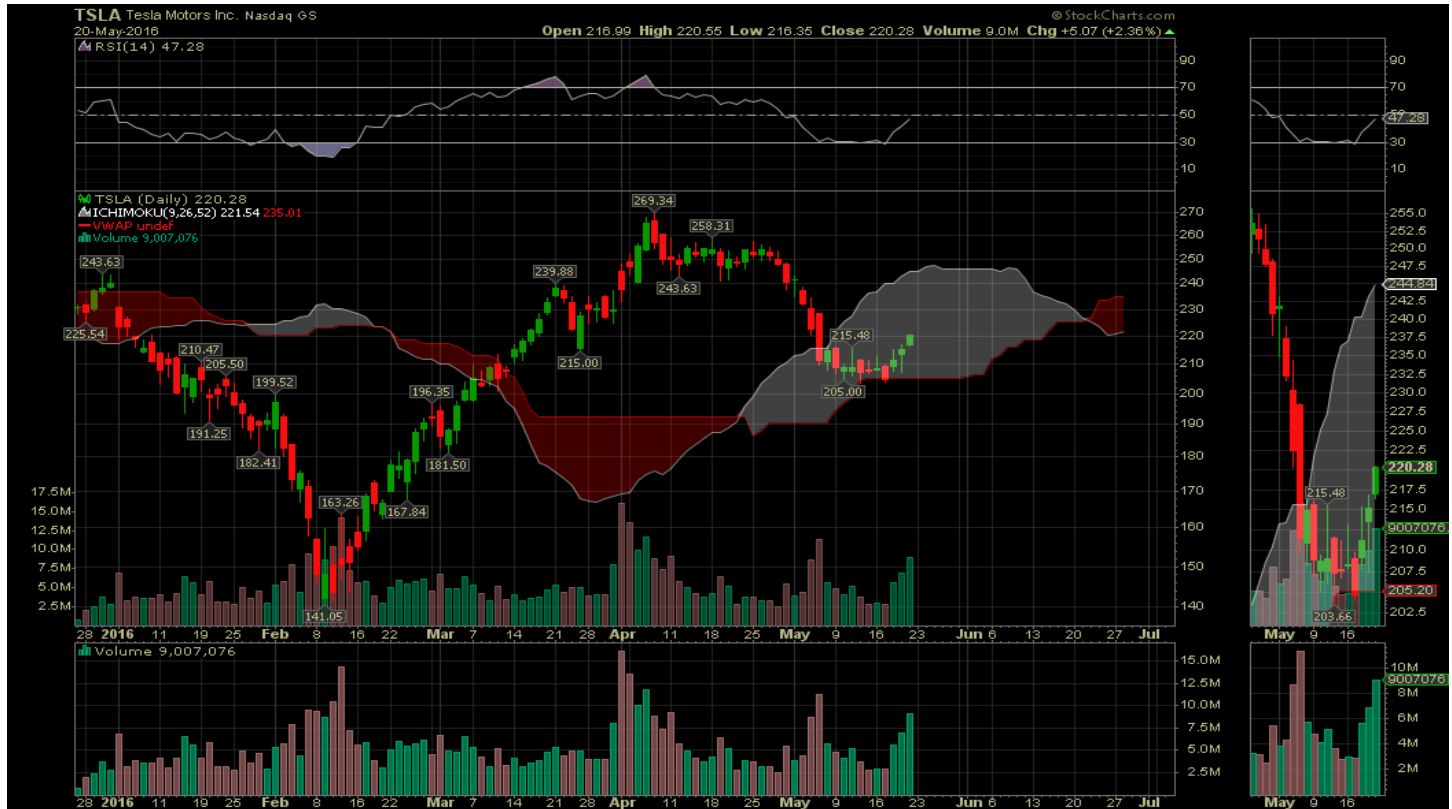 TSLA Tesla Motors Inc. Nasdaq GS © StockCharts.com
20-May-2016 Open 216.99 High 220.55 Low 216.35 Close 220.28 Volume 9.0M Chg +5.07 (+2.36%)
RSI(14) 47.28
90
70
50
30
10
90
70
50
47.28
30
10
TSLA (Daily) 220.28
ICHIMOKU(9,26,52) 221.54 235.01
VWAP undef
Volume 9,007,076
243.63
225.54
210.47
205.50
191.25
199.52
182.41
163.26
141.05
167.84
196.35
181.50
239.88
215.00
269.34
243.63
258.31
215.48
205.00
270
260
250
240
230
220
210
200
190
180
170
160
150
140
17.5M
15.0M
12.5M
10.0M
7.5M
5.0M
2.5M
28 2016 11 19 25 Feb 8 16 22 Mar 7 14 21 28 Apr 11 18 25 May 9 16 23 Jun 6 13 20 27 Jul
255.0
252.5
250.0
247.5
244.84
242.5
240.0
237.5
235.0
232.5
230.0
227.5
225.0
222.5
220.28
217.5
215.0
9007076
210.0
207.5
205.20
202.5
215.48
203.66
May 9 16
Volume 9,007,076
15.0M
12.5M
10.0M
7.5M
5.0M
2.5M
28 2016 11 19 25 Feb 8 16 22 Mar 7 14 21 28 Apr 11 18 25 May 9 16 23 Jun 6 13 20 27 Jul
10M
9007076
8M
6M
4M
2M
May 9 16